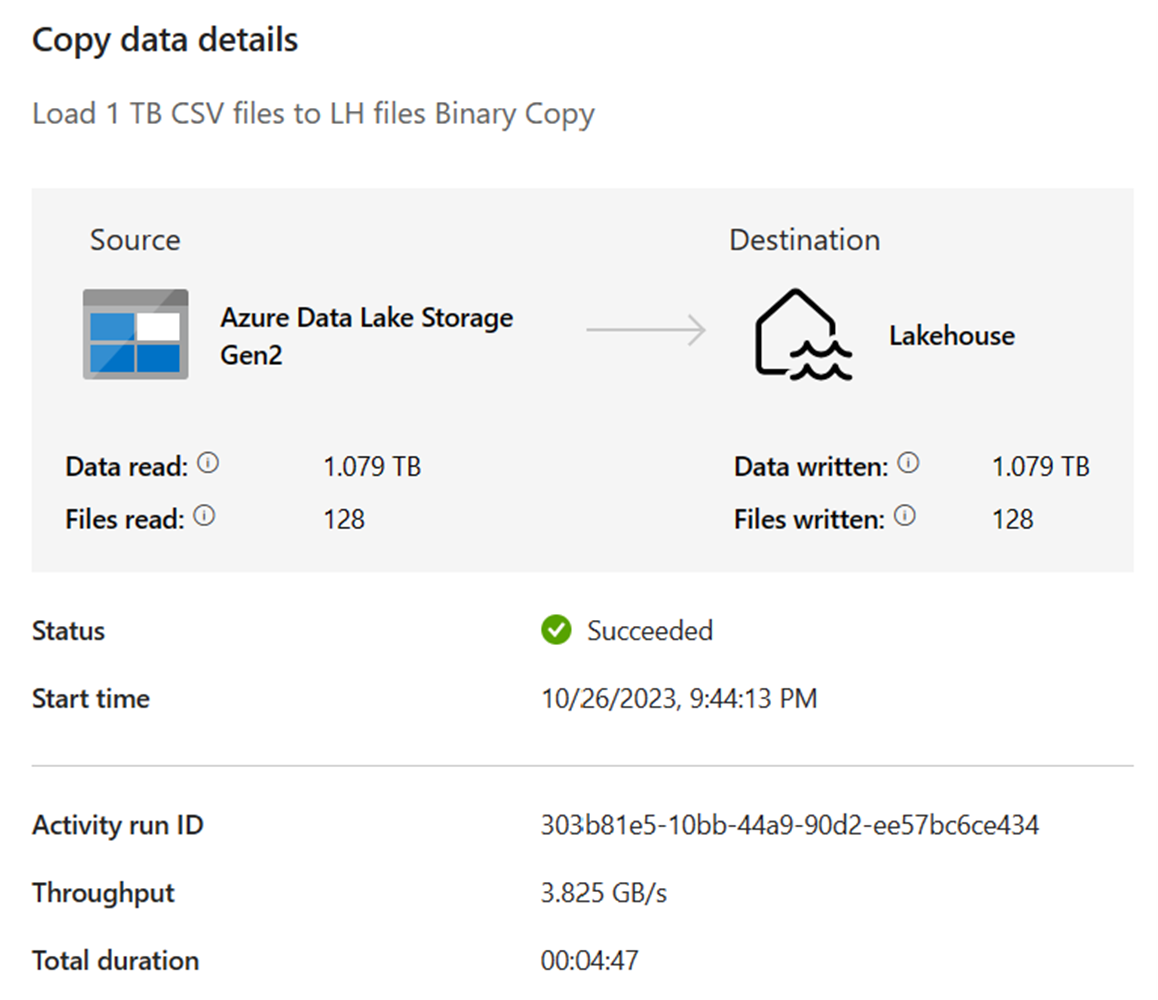 Copy data details
Load 1 TB CSV files to LH files Binary Copy
Source
Destination
Azure Data Lake Storage
Gen2
Lakehouse
Data read: 1.079 TB
Data written: 1.079 TB
Files read: 128
Files written: 128
Status Succeeded
Start time 10/26/2023, 9:44:13 PM
Activity run ID 303b81e5-10bb-44a9-90d2-ee57bc6ce434
Throughput 3.825 GB/s
Total duration 00:04:47